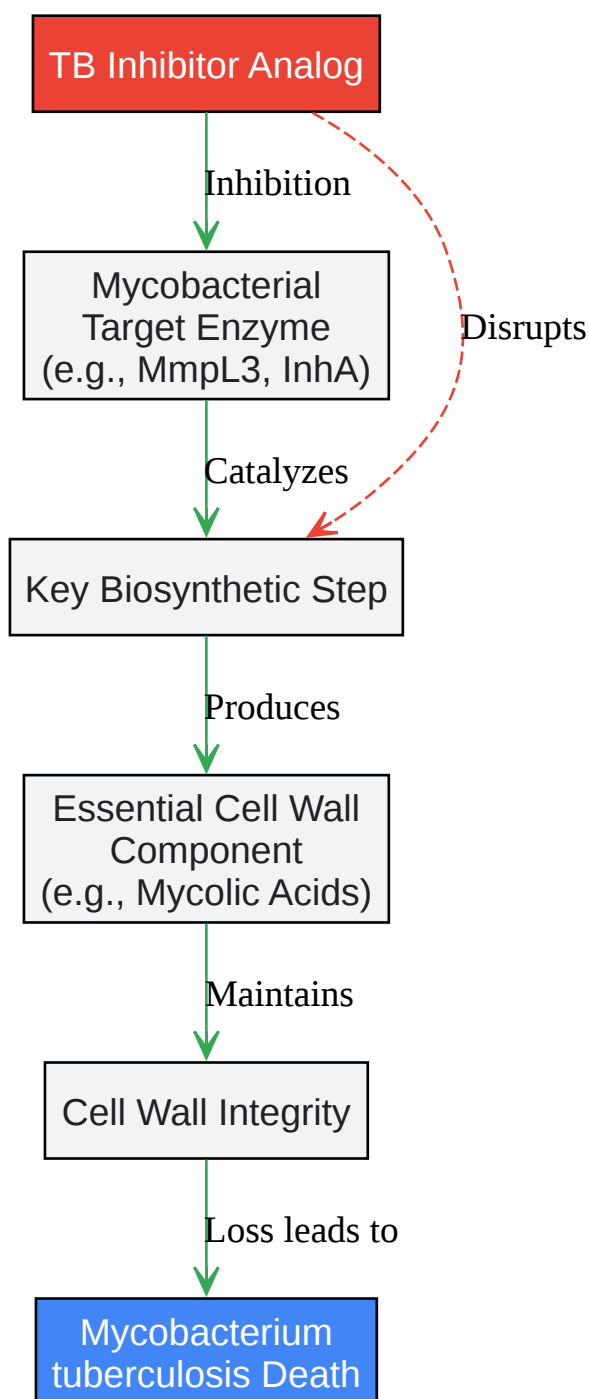 TB Inhibitor Analog
Inhibition
Mycobacterial
Target Enzyme
(e.g., MmpL3, InhA)
Disrupts
Catalyzes
Key Biosynthetic Step
Produces
Essential Cell Wall
Component
(e.g., Mycolic Acids)
Maintains
Cell Wall Integrity
Loss leads to
Mycobacterium
tuberculosis Death